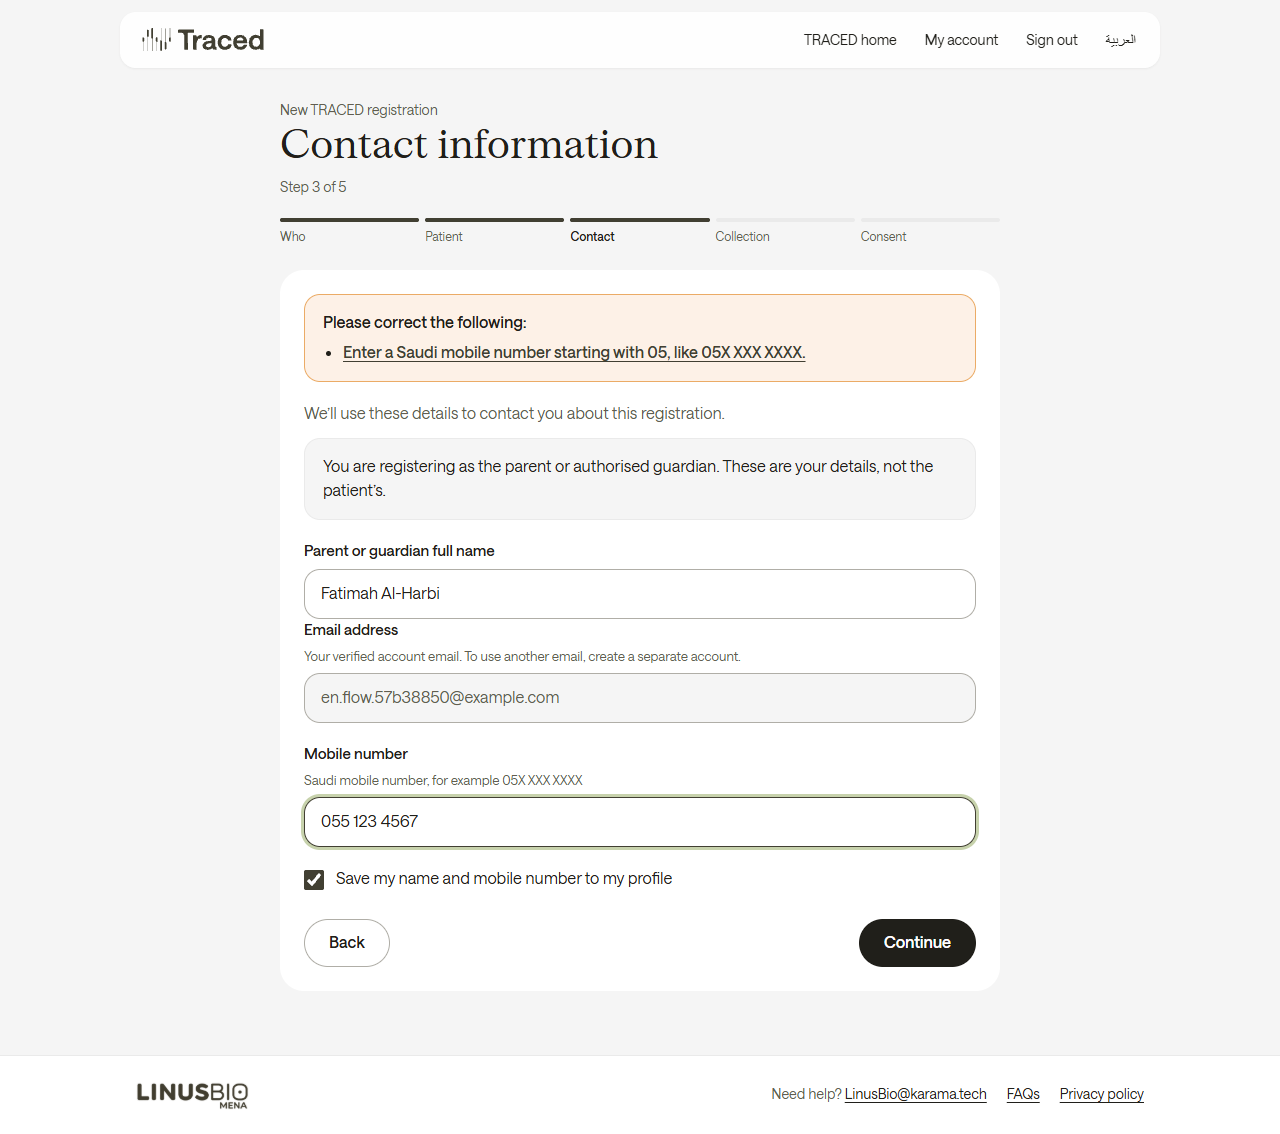 Traced
TRACED home
My account
Sign out
العربية
New TRACED registration
Contact information
Step 3 of 5
Who
Patient
Contact
Collection
Consent
Please correct the following:
• Enter a Saudi mobile number starting with 05, like 05X XXX XXXX.
We'll use these details to contact you about this registration.
You are registering as the parent or authorised guardian. These are your details, not the
patient's.
Parent or guardian full name
Fatimah Al-Harbi
Email address
Your verified account email. To use another email, create a separate account.
en.flow.57b38850@example.com
Mobile number
Saudi mobile number, for example 05X XXX XXXX
055 123 4567
Save my name and mobile number to my profile
Back
Continue
LINUSBIO
MENA
Need help? LinusBio@karama.tech
FAQs
Privacy policy